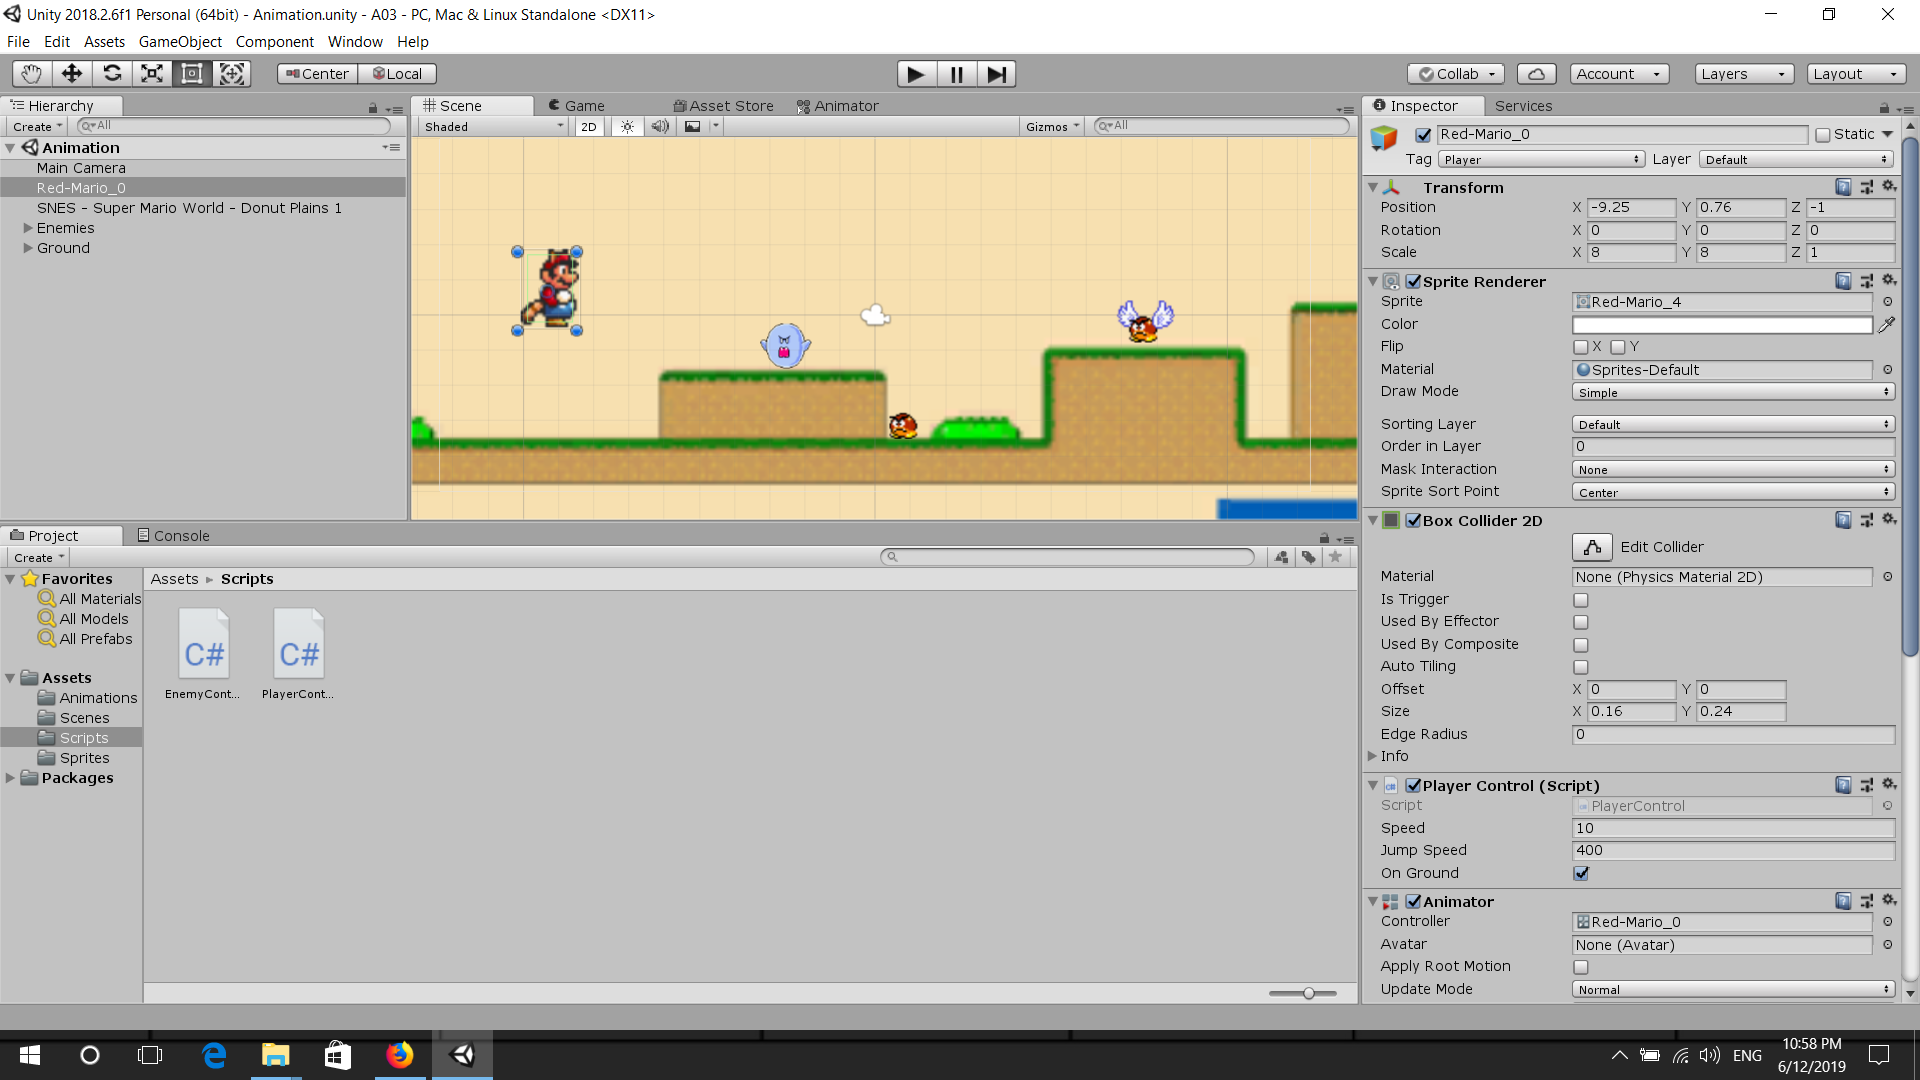 Unity 2018.2.6f1 Personal (64bit) - Animation.unity - A03 - PC, Mac & Linux Standalone <DX11>
File Edit Assets GameObject Component Window Help
Center Local Collab Account Layers Layout
Hierarchy
Create All
Animation
Main Camera
Red-Mario_0
SNES - Super Mario World - Donut Plains 1
Enemies
Ground
Scene Game Asset Store Animator
Shaded 2D Gizmos All
Project Console
Create
Favorites
All Materials
All Models
All Prefabs
Assets
Animations
Scenes
Scripts
Sprites
Packages
Assets Scripts
C# C#
EnemyCont... PlayerCont...
Inspector Services
Red-Mario_0 Static
Tag Player Layer Default
Transform
Position X -9.25 Y 0.76 Z -1
Rotation X 0 Y 0 Z 0
Scale X 8 Y 8 Z 1
Sprite Renderer
Sprite Red-Mario_4
Color
Flip X Y
Material Sprites-Default
Draw Mode Simple
Sorting Layer Default
Order in Layer 0
Mask Interaction None
Sprite Sort Point Center
Box Collider 2D
Edit Collider
Material None (Physics Material 2D)
Is Trigger
Used By Effector
Used By Composite
Auto Tiling
Offset X 0 Y 0
Size X 0.16 Y 0.24
Edge Radius 0
Info
Player Control (Script)
Script PlayerControl
Speed 10
Jump Speed 400
On Ground
Animator
Controller Red-Mario_0
Avatar None (Avatar)
Apply Root Motion
Update Mode Normal
ENG
10:58 PM
6/12/2019